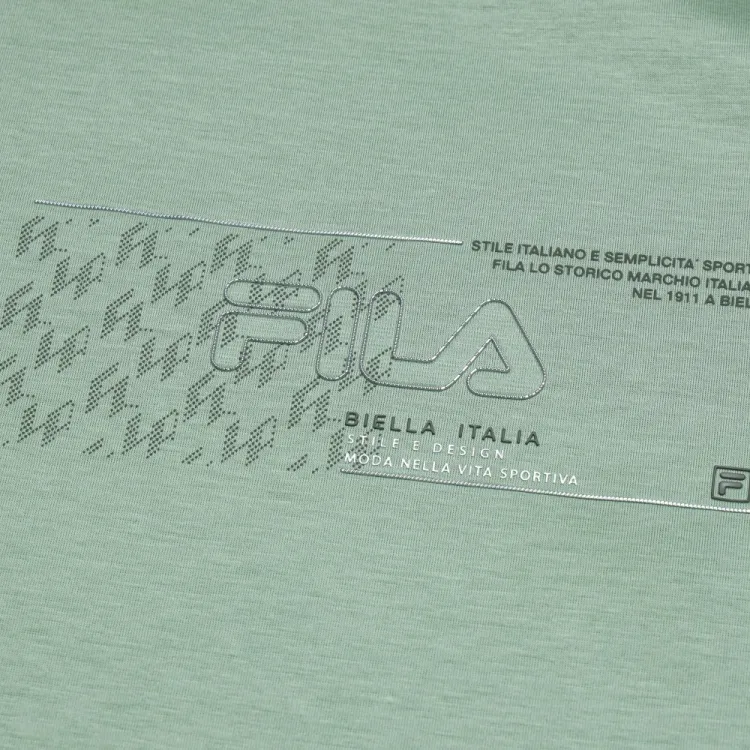 STILE ITALIANO E SEMPLICITA' SPORT
FILA LO STORICO MARCHIO ITALIA
NEL 1911 A BIEL
FILA
BIELLA ITALIA
STILE E DESIGN
MODA NELLA VITA SPORTIVA
F